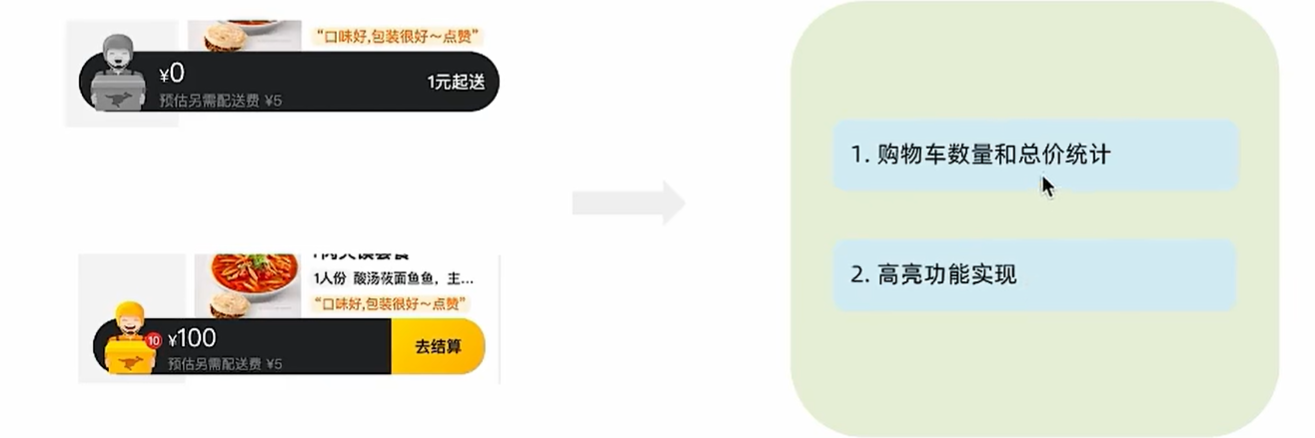 “口味好,包装很好～点赞”
¥0
预估另需配送费 ¥5
1元起送
1人份 酸汤莜面鱼鱼，主...
“口味好,包装很好～点赞”
10
¥100
预估另需配送费 ¥5
去结算
1. 购物车数量和总价统计
2. 高亮功能实现